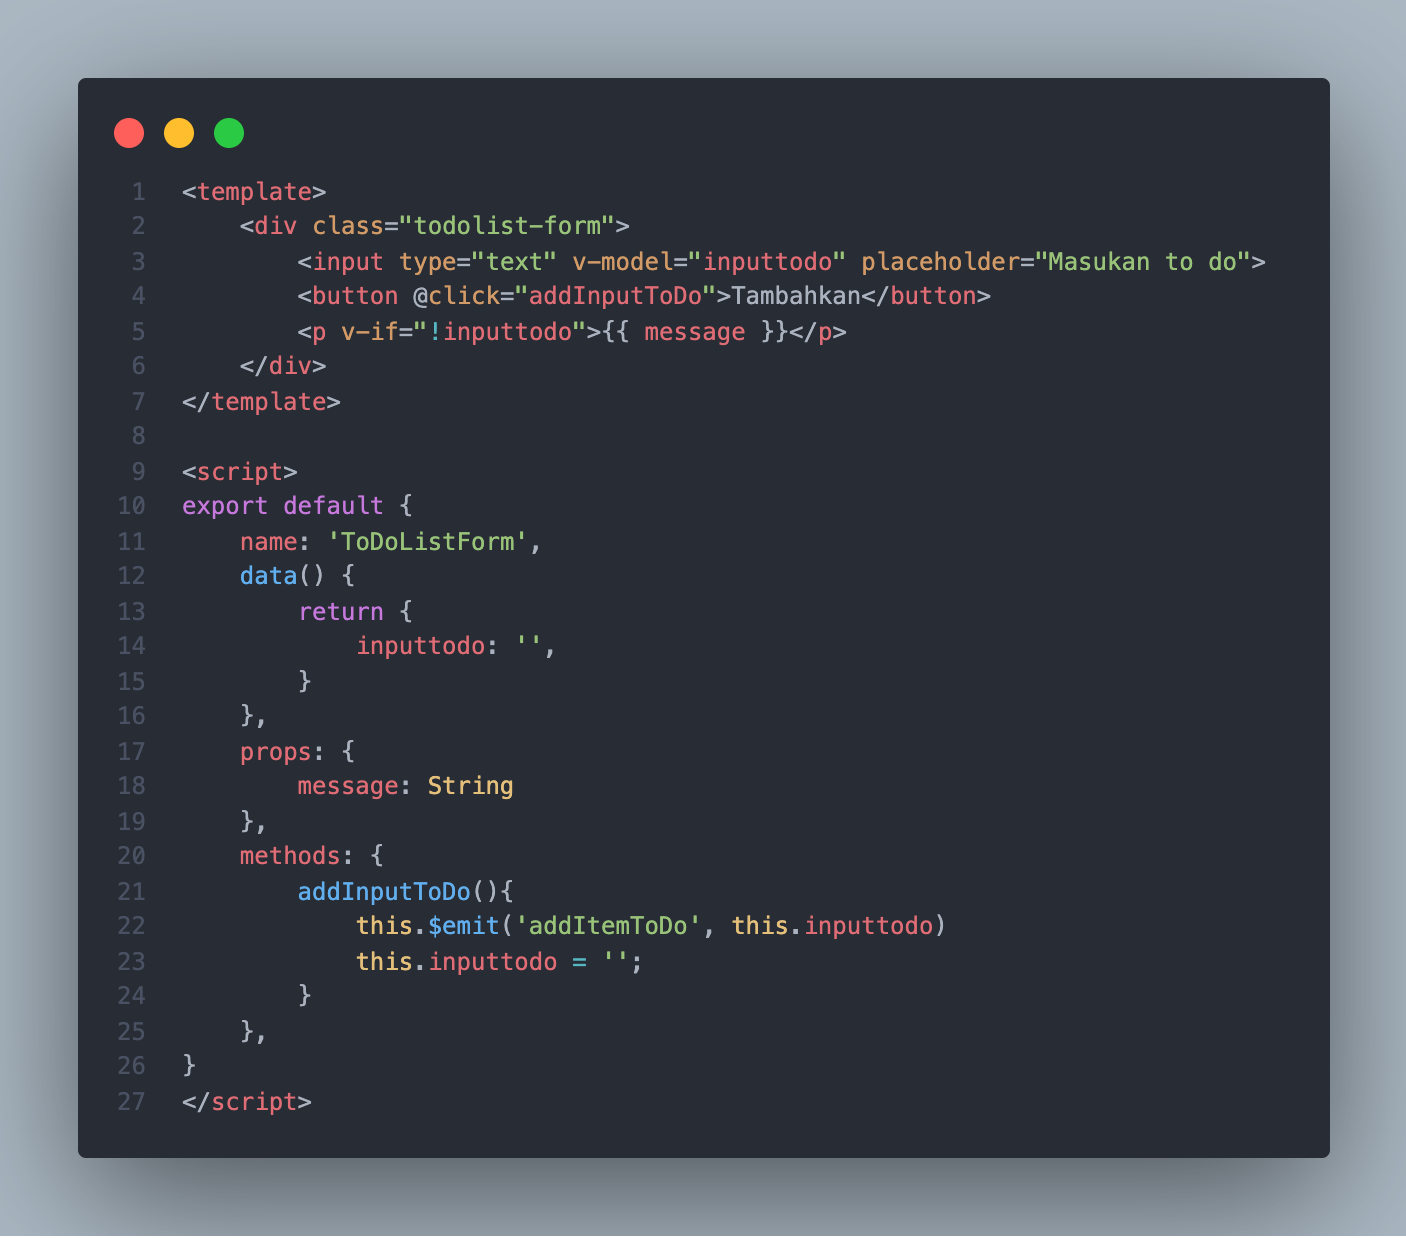 1 <template>
2     <div class="todolist-form">
3         <input type="text" v-model="inputtodo" placeholder="Masukan to do">
4         <button @click="addInputToDo">Tambahkan</button>
5         <p v-if="!inputtodo">{{ message }}</p>
6     </div>
7 </template>
8
9 <script>
10 export default {
11     name: 'ToDoListForm',
12     data() {
13         return {
14             inputtodo: '',
15         }
16     },
17     props: {
18         message: String
19     },
20     methods: {
21         addInputToDo(){
22             this.$emit('addItemToDo', this.inputtodo)
23             this.inputtodo = '';
24         }
25     },
26 }
27 </script>